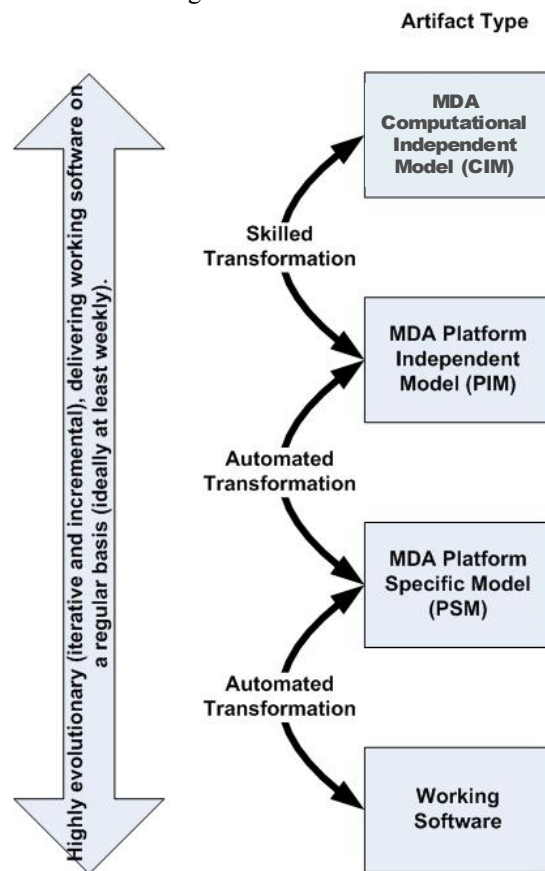 Artifact Type
Highly evolutionary (iterative and incremental), delivering working software on
a regular basis (ideally at least weekly).
MDA
Computational
Independent
Model (CIM)
Skilled
Transformation
MDA Platform
Independent
Model (PIM)
Automated
Transformation
MDA Platform
Specific Model
(PSM)
Automated
Transformation
Working
Software